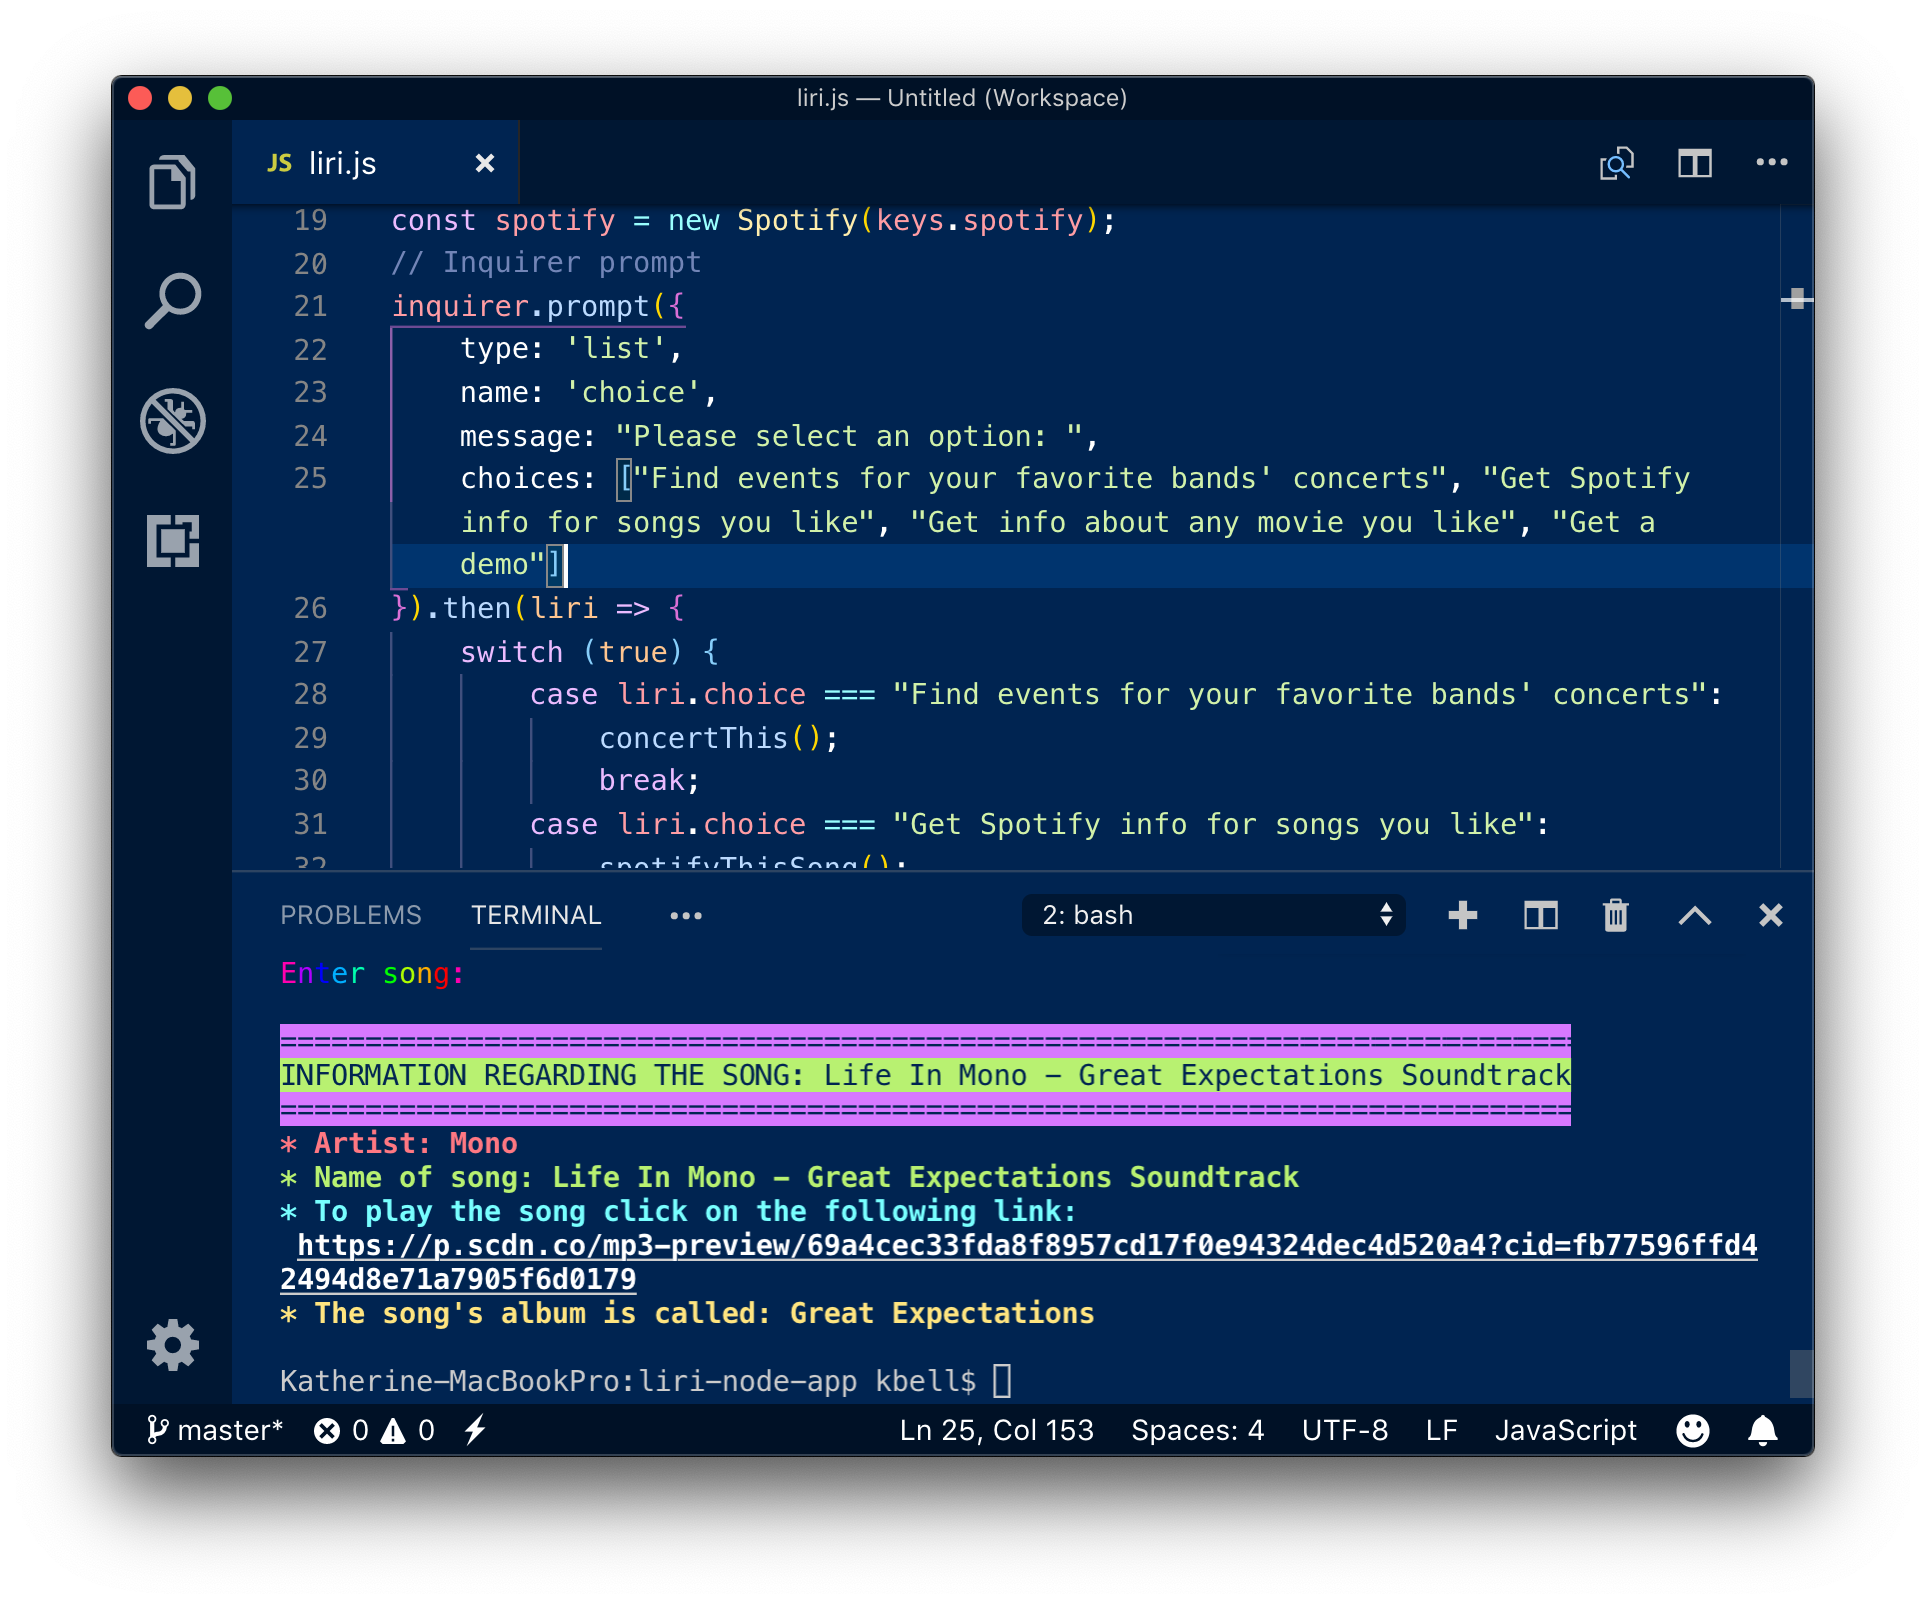 liri.js — Untitled (Workspace)
JS liri.js
19 const spotify = new Spotify(keys.spotify);
20 // Inquirer prompt
21 inquirer.prompt({
22 type: 'list',
23 name: 'choice',
24 message: "Please select an option: ",
25 choices: ["Find events for your favorite bands' concerts", "Get Spotify
info for songs you like", "Get info about any movie you like", "Get a
demo"]
26 }).then(liri => {
27 switch (true) {
28 case liri.choice === "Find events for your favorite bands' concerts":
29 concertThis();
30 break;
31 case liri.choice === "Get Spotify info for songs you like":
32 spotifyThisSong();
PROBLEMS TERMINAL ••• 2: bash
Enter song:
============================================================================
INFORMATION REGARDING THE SONG: Life In Mono - Great Expectations Soundtrack
============================================================================
* Artist: Mono
* Name of song: Life In Mono - Great Expectations Soundtrack
* To play the song click on the following link:
https://p.scdn.co/mp3-preview/69a4cec33fda8f8957cd17f0e94324dec4d520a4?cid=fb77596ffd4
2494d8e71a7905f6d0179
* The song's album is called: Great Expectations
Katherine-MacBookPro:liri-node-app kbell$
master* 0 0 Ln 25, Col 153 Spaces: 4 UTF-8 LF JavaScript